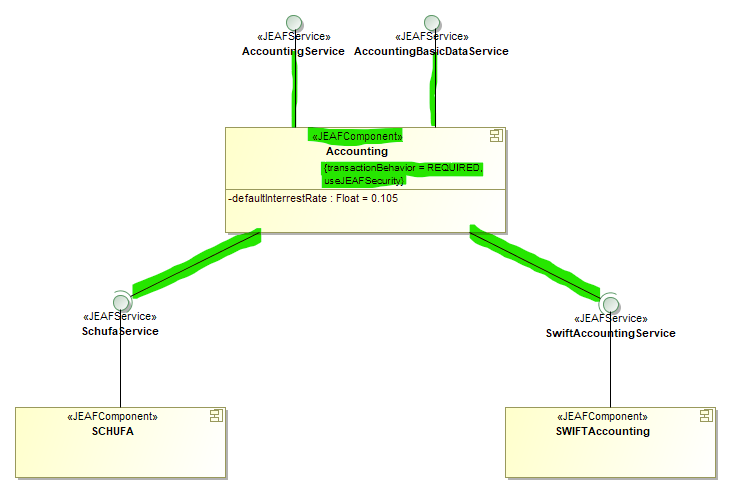 «JEAFService»
AccountingService
«JEAFService»
AccountingBasicDataService
«JEAFComponent»
Accounting
{transactionBehavior = REQUIRED,
useJEAFSecurity}
-defaultInterrestRate : Float = 0.105
«JEAFService»
SchufaService
«JEAFService»
SwiftAccountingService
«JEAFComponent»
SCHUFA
«JEAFComponent»
SWIFTAccounting